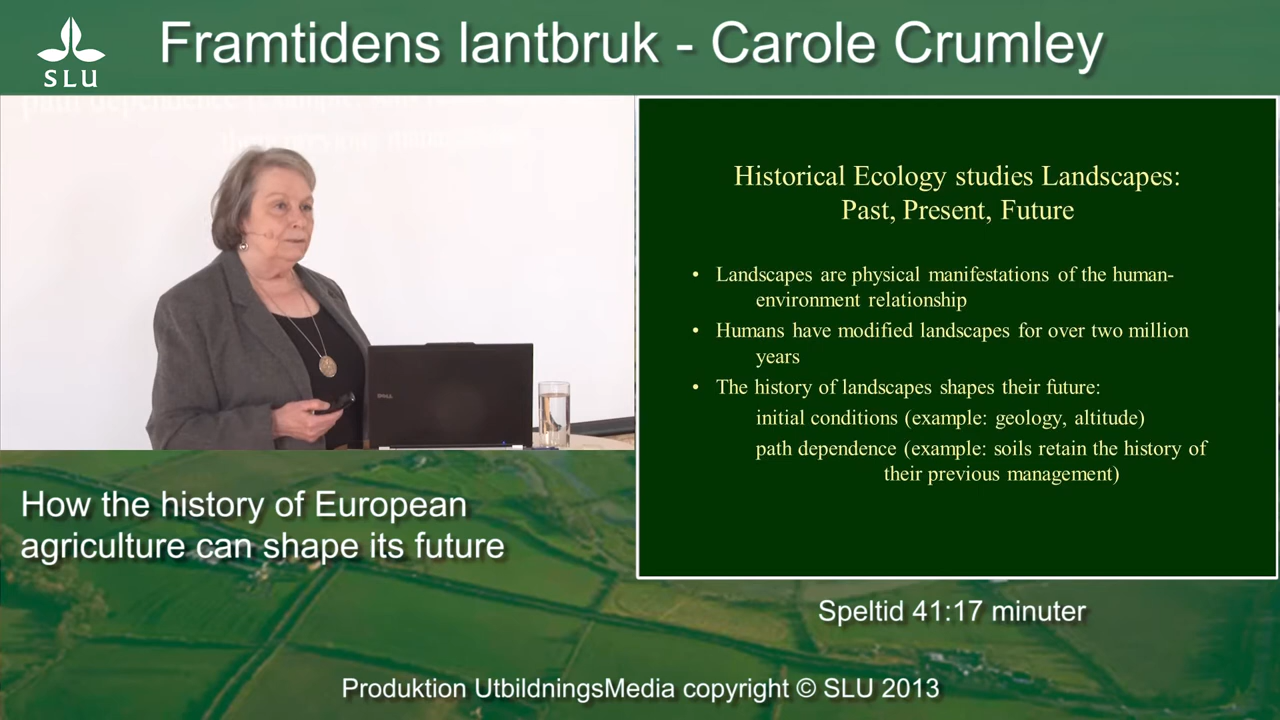 SLU
Framtidens lantbruk - Carole Crumley
Historical Ecology studies Landscapes:
Past, Present, Future
• Landscapes are physical manifestations of the human-
environment relationship
• Humans have modified landscapes for over two million
years
• The history of landscapes shapes their future:
initial conditions (example: geology, altitude)
path dependence (example: soils retain the history of
their previous management)
DELL
How the history of European
agriculture can shape its future
Speltid 41:17 minuter
Produktion UtbildningsMedia copyright © SLU 2013